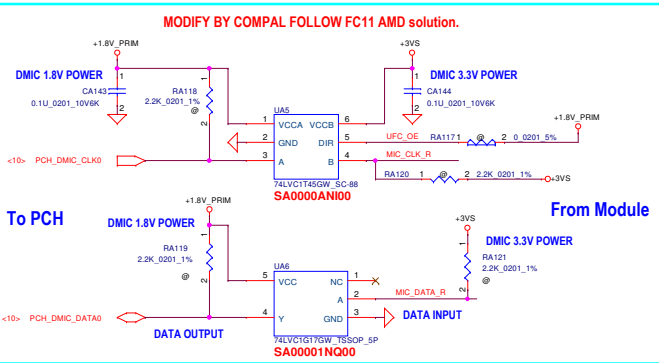 MODIFY BY COMPAL FOLLOW FC11 AMD solution.
+1.8V_PRIM
+3VS
DMIC 1.8V POWER
DMIC 3.3V POWER
1
CA143
0.1U_0201_10V6K
2
1
RA118
2.2K_0201_1%
@
2
1
CA144
0.1U_0201_10V6K
2
+1.8V_PRIM
UA5
1 VCCA VCCB 6
2 GND DIR 5 UFC_OE RA117 1 @ 2 0_0201_5%
<10> PCH_DMIC_CLK0 3 A B 4 MIC_CLK_R
74LVC1T45GW_SC-88
SA0000ANI00
RA120 1 @ 2 2.2K_0201_1% +3VS
To PCH
From Module
+1.8V_PRIM
+3VS
DMIC 1.8V POWER
DMIC 3.3V POWER
1
RA119
2.2K_0201_1%
@
2
1
RA121
2.2K_0201_1%
@
2
UA6
5 VCC NC 1
A 2 MIC_DATA_R
<10> PCH_DMIC_DATA0 4 Y GND 3
DATA OUTPUT
DATA INPUT
74LVC1G17GW_TSSOP_5P
SA00001NQ00